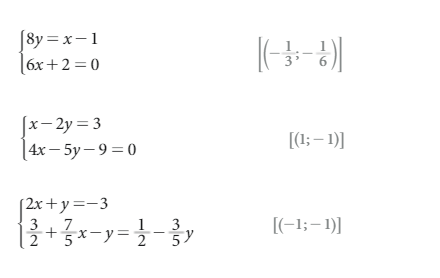 8y = x − 1
6x + 2 = 0
[(−1/3; −1/6)]
x − 2y = 3
4x − 5y − 9 = 0
[(1; −1)]
2x + y = −3
3/2 + 7/5x − y = 1/2 − 3/5y
[(−1; −1)]